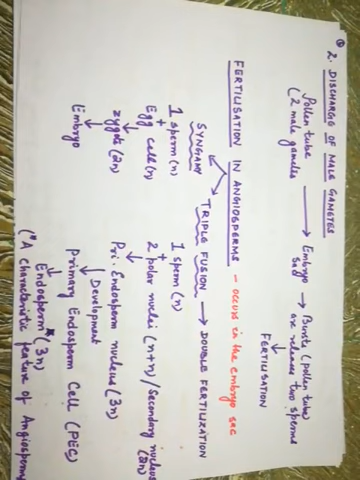 2. DISCHARGE OF MALE GAMETES
Pollen tube → Embryo → Bursts (pollen tube)
(2 male gametes sad are release two sperms
↓
FERTILISATION
FERTILISATION IN ANGIOSPERMS - occurs in the embryo sac
SYNGAMY TRIPLE FUSION → DOUBLE FERTILIZATION
1 sperm (n) 1 sperm (n)
+ +
Egg cell (n) 2 polar nuclei (n+n) / Secondary nucleus (2n)
↓ ↓
zygote (2n) Pri. Endosperm nucleus (3n)
↓ ↓ Development
Embryo Primary Endosperm Cell (PEC)
↓
Endosperm* (3n)
(*A characteristic feature of Angiosperms